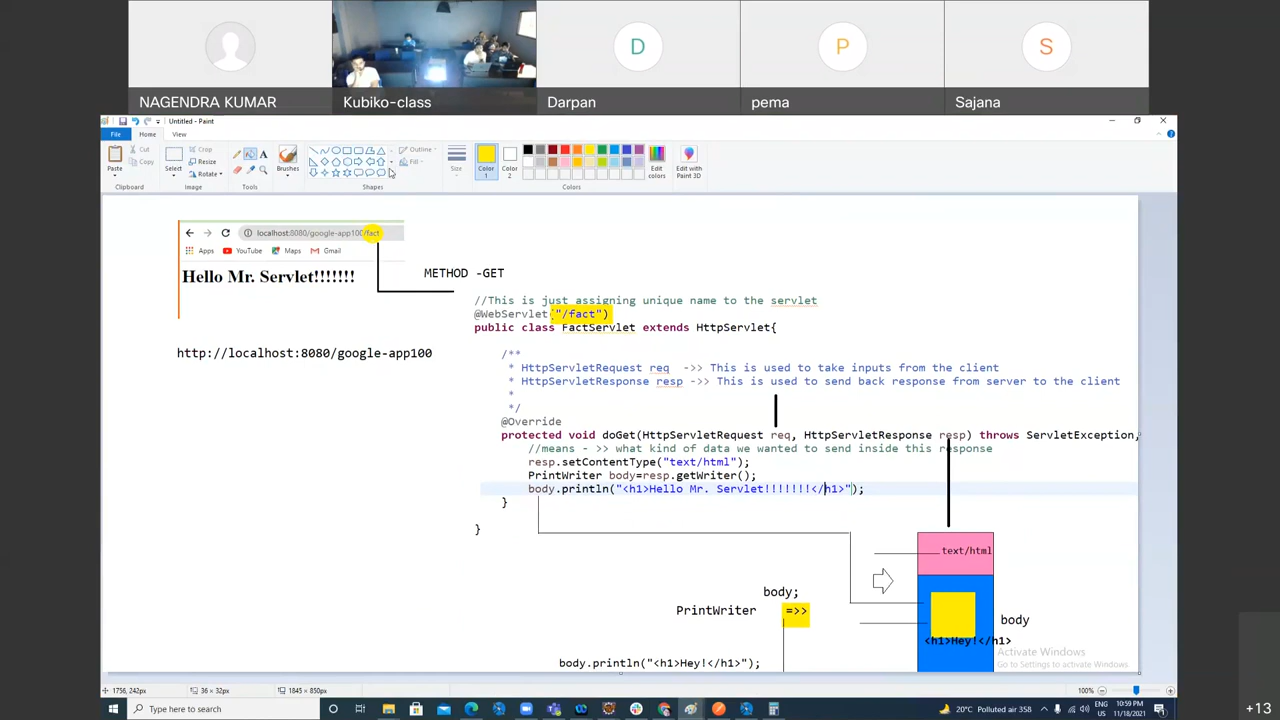 NAGENDRA KUMAR
Kubiko-class
D
Darpan
P
pema
S
Sajana
Untitled - Paint
File
Home
View
Paste
Cut
Copy
Clipboard
Select
Crop
Resize
Rotate
Image
A
Tools
Brushes
Outline
Fill
Shapes
Size
Color 1
Color 2
Edit colors
Colors
Edit with Paint 3D
localhost:8080/google-app100/fact
Apps YouTube Maps Gmail
Hello Mr. Servlet!!!!!!!
METHOD -GET
//This is just assigning unique name to the servlet
@WebServlet("/fact")
public class FactServlet extends HttpServlet{
http://localhost:8080/google-app100
/**
* HttpServletRequest req ->> This is used to take inputs from the client
* HttpServletResponse resp ->> This is used to send back response from server to the client
*
*/
@Override
protected void doGet(HttpServletRequest req, HttpServletResponse resp) throws ServletException,
//means - >> what kind of data we wanted to send inside this response
resp.setContentType("text/html");
PrintWriter body=resp.getWriter();
body.println("<h1>Hello Mr. Servlet!!!!!!!</h1>");
}
}
text/html
body;
PrintWriter =>>
body
<h1>Hey!</h1>
body.println("<h1>Hey!</h1>");
Activate Windows
Go to Settings to activate Windows.
1756, 242px
36 × 32px
1845 × 850px
100%
Type here to search
20°C Polluted air 358
10:59 PM
11/18/2021
+13